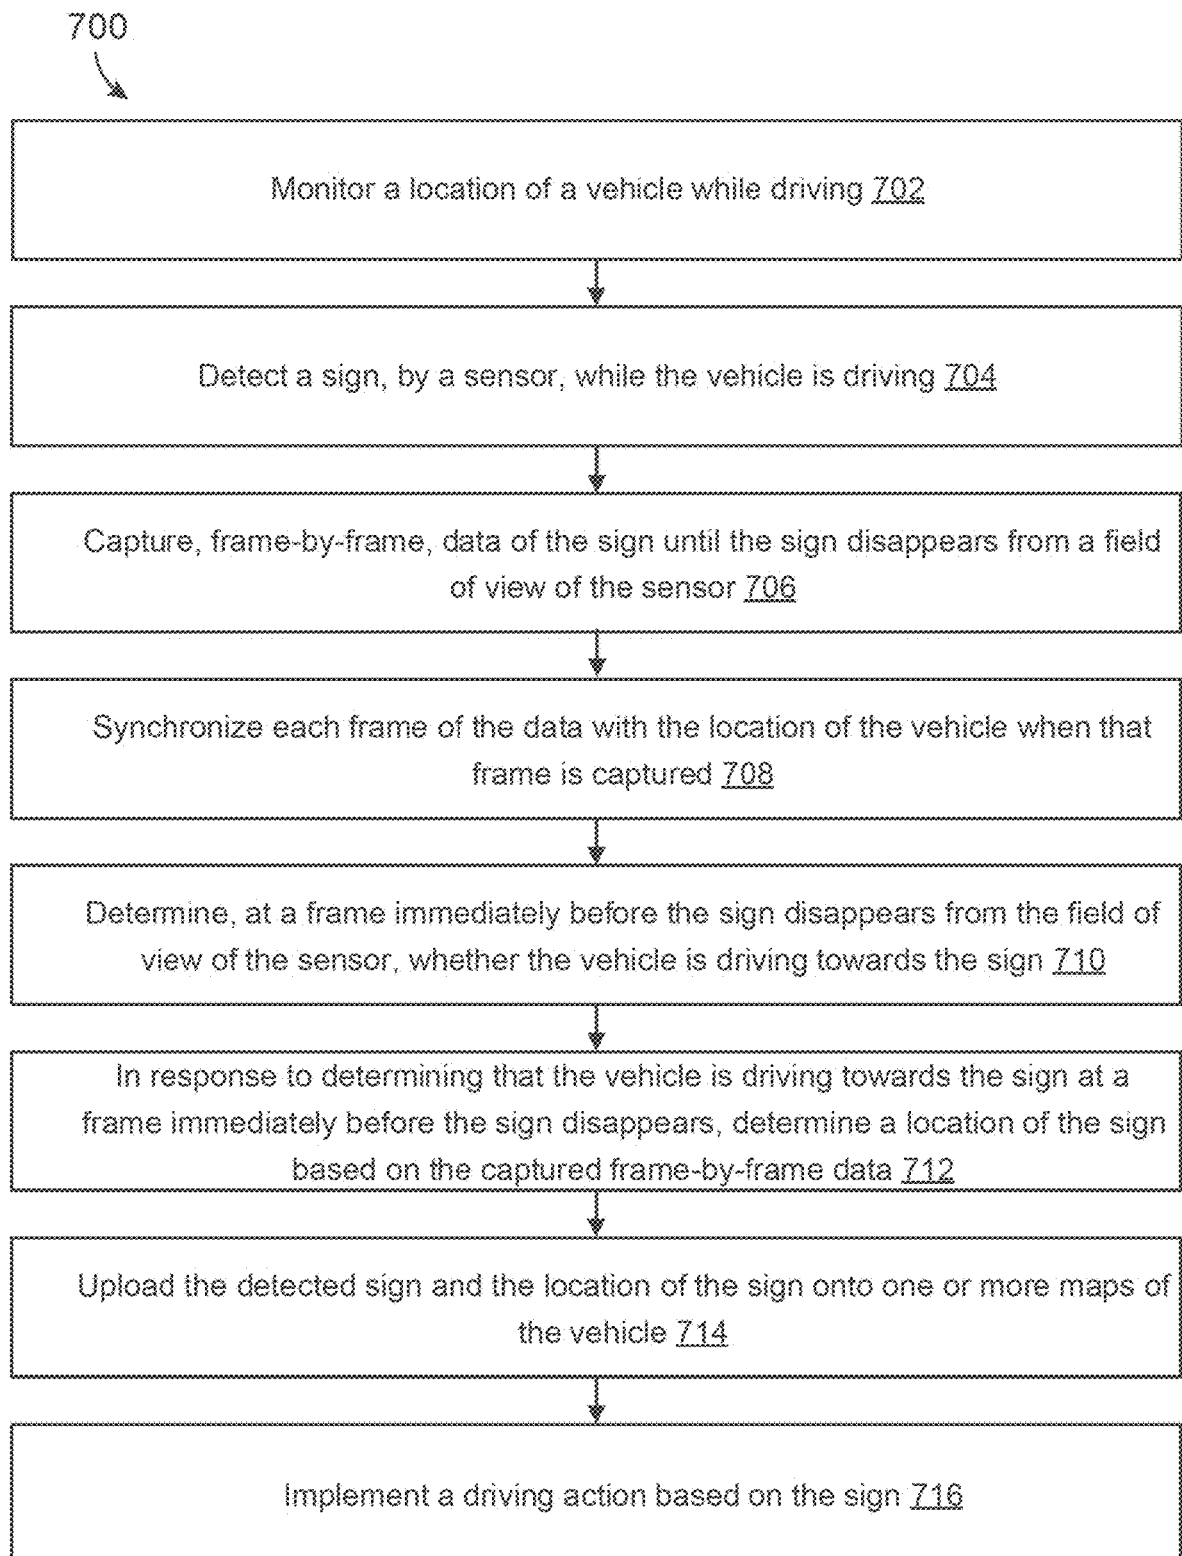 700
Monitor a location of a vehicle while driving 702
Detect a sign, by a sensor, while the vehicle is driving 704
Capture, frame-by-frame, data of the sign until the sign disappears from a field
of view of the sensor 706
Synchronize each frame of the data with the location of the vehicle when that
frame is captured 708
Determine, at a frame immediately before the sign disappears from the field of
view of the sensor, whether the vehicle is driving towards the sign 710
In response to determining that the vehicle is driving towards the sign at a
frame immediately before the sign disappears, determine a location of the sign
based on the captured frame-by-frame data 712
Upload the detected sign and the location of the sign onto one or more maps of
the vehicle 714
Implement a driving action based on the sign 716